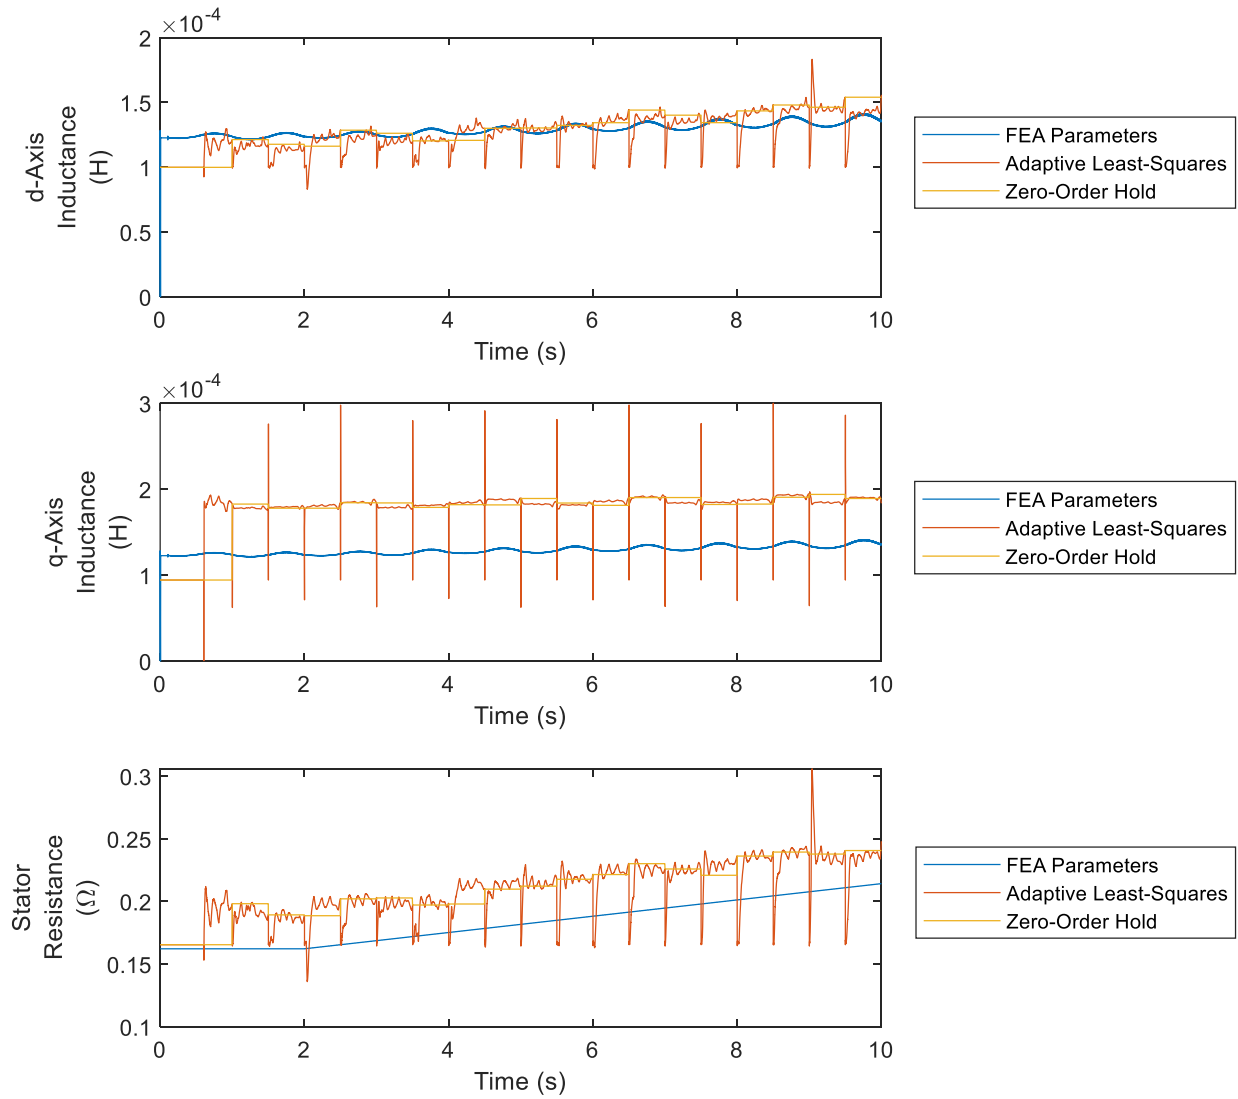 ×10-4
2
1.5
1
0.5
0
d-Axis
Inductance
(H)
0 2 4 6 8 10
Time (s)
FEA Parameters
Adaptive Least-Squares
Zero-Order Hold
×10-4
3
2
1
0
q-Axis
Inductance
(H)
0 2 4 6 8 10
Time (s)
FEA Parameters
Adaptive Least-Squares
Zero-Order Hold
0.3
0.25
0.2
0.15
0.1
Stator
Resistance
(Ω)
0 2 4 6 8 10
Time (s)
FEA Parameters
Adaptive Least-Squares
Zero-Order Hold